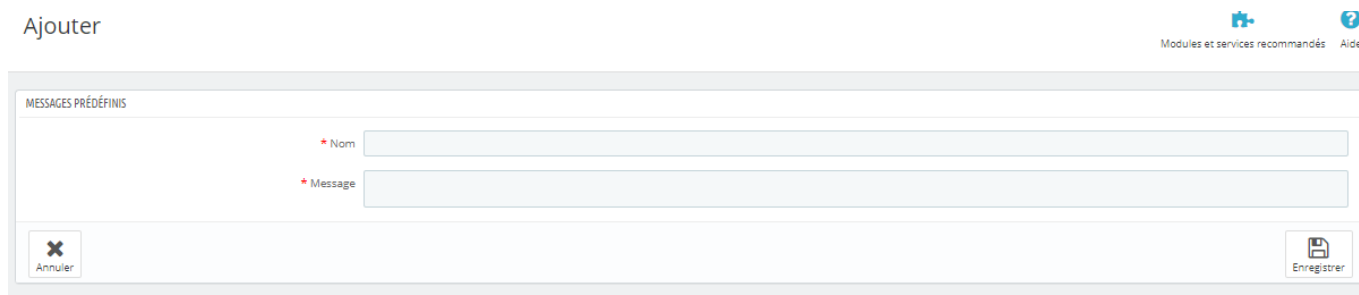 Ajouter
Modules et services recommandés
Aide
MESSAGES PRÉDÉFINIS
* Nom
* Message
Annuler
Enregistrer